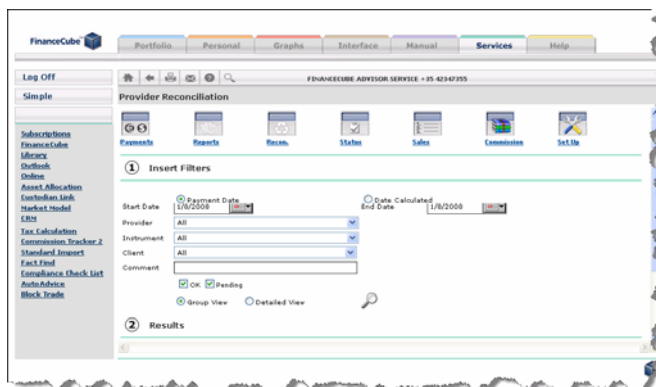 FinanceCube
Portfolio Personal Graphs Interface Manual Services Help
Log Off
FINANCECUBE ADVISOR SERVICE +35 42347355
Simple
Provider Reconciliation
Payments Reports Recon. Status Sales Commission Set Up
Subscriptions
FinanceCube
Library
Outlook
Online
Asset Allocation
Custodian Link
Market Model
CRM
Tax Calculation
Commission Tracker 2
Standard Import
Fact Find
Compliance Check List
AutoAdvice
Block Trade
1 Insert Filters
Payment Date Date Calculated
Start Date 1/8/2008 End Date 1/8/2008
Provider All
Instrument All
Client All
Comment
OK Pending
Group View Detailed View
2 Results